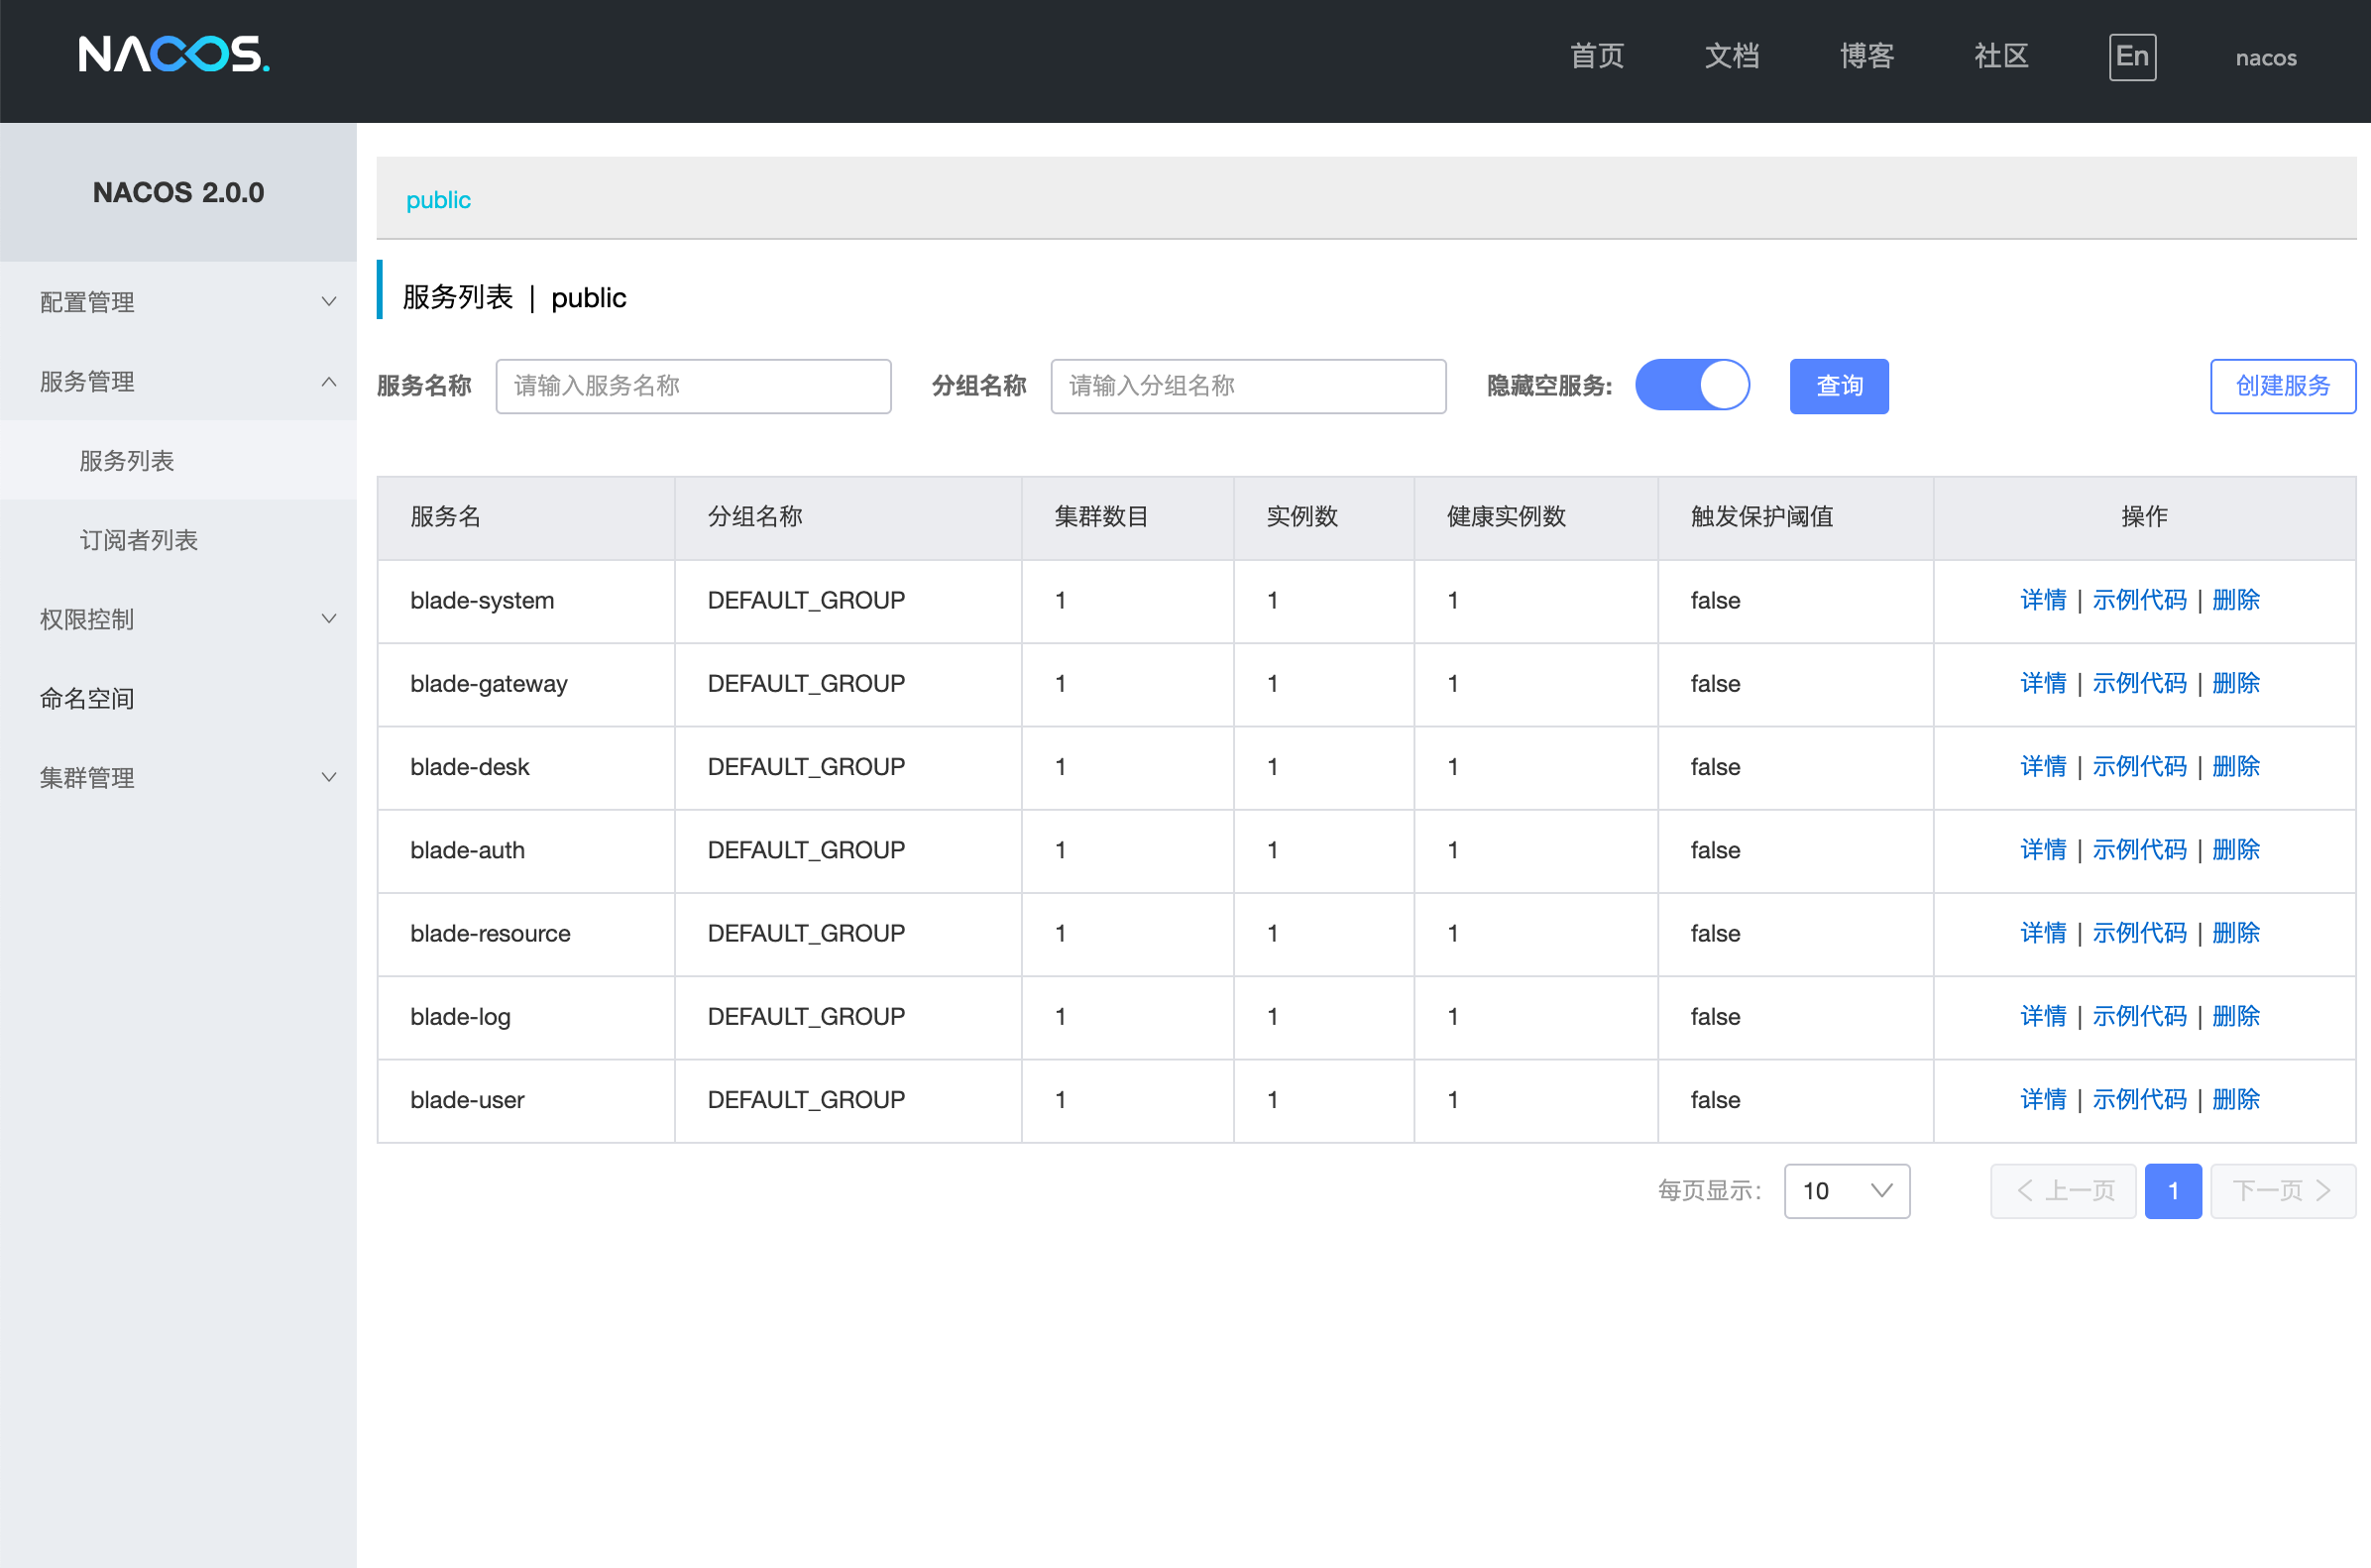 NACOS.
首页 文档 博客 社区 En nacos
NACOS 2.0.0
配置管理
服务管理
服务列表
订阅者列表
权限控制
命名空间
集群管理
public
服务列表 | public
服务名称 请输入服务名称 分组名称 请输入分组名称 隐藏空服务: 查询 创建服务
服务名 分组名称 集群数目 实例数 健康实例数 触发保护阈值 操作
blade-system DEFAULT_GROUP 1 1 1 false 详情 | 示例代码 | 删除
blade-gateway DEFAULT_GROUP 1 1 1 false 详情 | 示例代码 | 删除
blade-desk DEFAULT_GROUP 1 1 1 false 详情 | 示例代码 | 删除
blade-auth DEFAULT_GROUP 1 1 1 false 详情 | 示例代码 | 删除
blade-resource DEFAULT_GROUP 1 1 1 false 详情 | 示例代码 | 删除
blade-log DEFAULT_GROUP 1 1 1 false 详情 | 示例代码 | 删除
blade-user DEFAULT_GROUP 1 1 1 false 详情 | 示例代码 | 删除
每页显示: 10 上一页 1 下一页